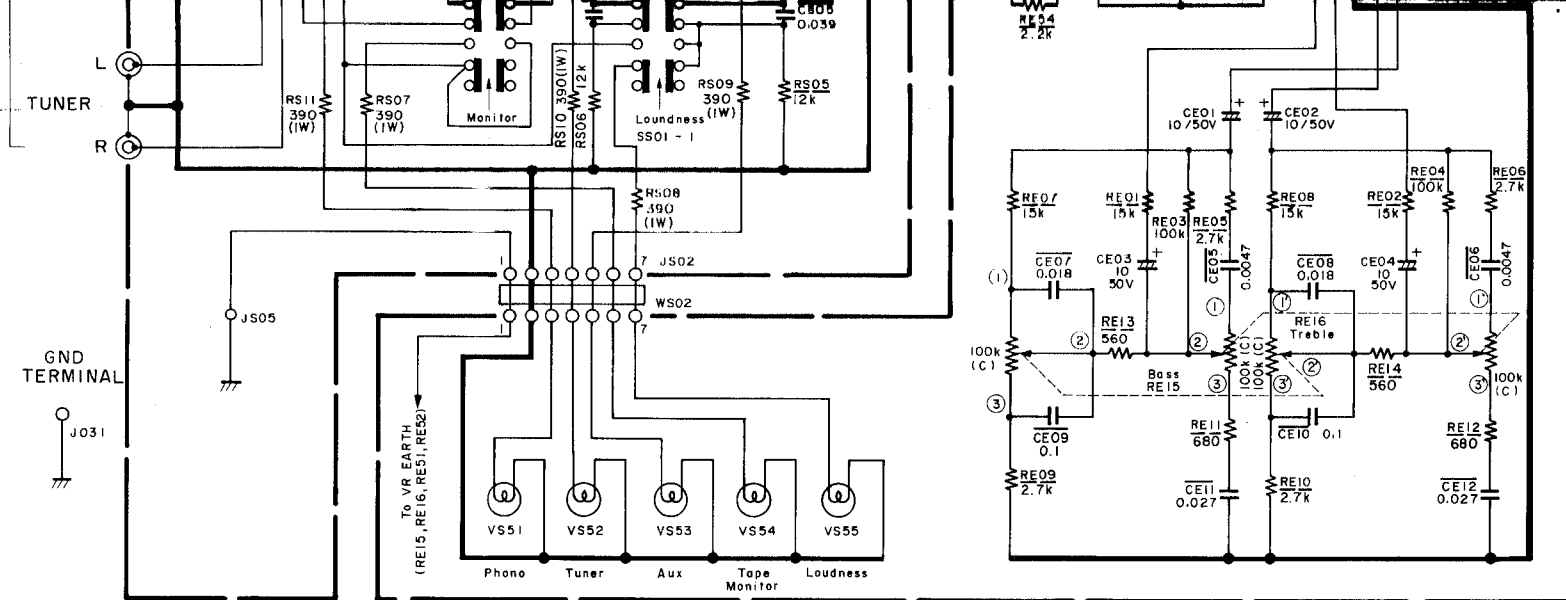 L
TUNER
R
GND
TERMINAL
JO31
JS05
RS11
390
(1W)
RS07
390
(1W)
Monitor
RS10 390(1W)
RS06 12k
Loundness
SS01 - 1
RS09
390
(1W)
0.039
RS05
12k
RS08
390
(1W)
1
7
JS02
WS02
1
7
To VR EARTH
(RE15, RE16, RE51, RE52)
VS51
VS52
VS53
VS54
VS55
Phono
Tuner
Aux
Tape
Monitor
Loudness
RE54
2.2k
CE01
10/50V
+
+
CE02
10/50V
RE07
15k
RE01
15k
RE03
100k
RE05
2.7k
RE08
15k
RE02
15k
RE04
100k
RE06
2.7k
CE07
0.018
CE03
10
50V
+
CE05
0.0047
CE08
0.018
CE04
10
50V
+
CE06
0.0047
(1)
1
1'
1'
RE16
Treble
100k
(C)
2
RE13
560
2
Bass
RE15
100k (C)
100k (C)
2'
RE14
560
2'
100k
(C)
3
3
3'
3'
CE09
0.1
RE11
680
CE10
0.1
RE12
680
RE09
2.7k
CE11
0.027
RE10
2.7k
CE12
0.027